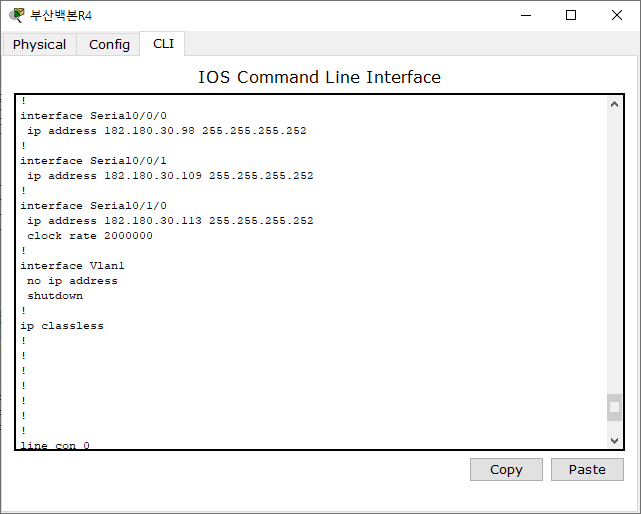 부산백본R4
Physical Config CLI
IOS Command Line Interface
!
interface Serial0/0/0
 ip address 182.180.30.98 255.255.255.252
!
interface Serial0/0/1
 ip address 182.180.30.109 255.255.255.252
!
interface Serial0/1/0
 ip address 182.180.30.113 255.255.255.252
 clock rate 2000000
!
interface Vlan1
 no ip address
 shutdown
!
ip classless
!
!
!
!
!
!
!
line con 0
Copy Paste